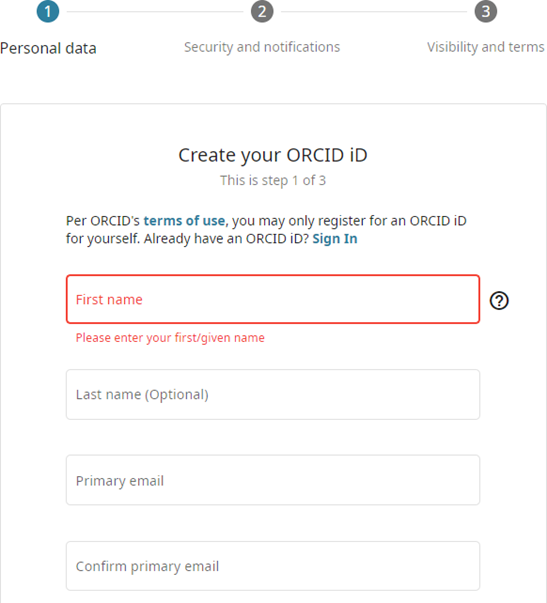 1 2 3
Personal data Security and notifications Visibility and terms
Create your ORCID iD
This is step 1 of 3
Per ORCID's terms of use, you may only register for an ORCID iD
for yourself. Already have an ORCID iD? Sign In
First name
?
Please enter your first/given name
Last name (Optional)
Primary email
Confirm primary email